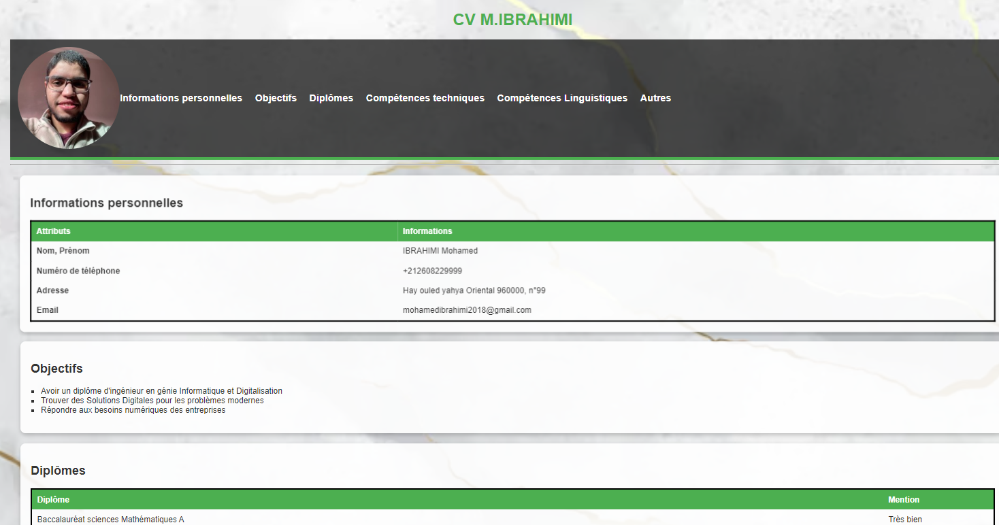 CV M.IBRAHIMI
Informations personnelles Objectifs Diplômes Compétences techniques Compétences Linguistiques Autres
Informations personnelles
Attributs Informations
Nom, Prénom IBRAHIMI Mohamed
Numéro de téléphone +212608229999
Adresse Hay ouled yahya Oriental 960000, n°99
Email mohamedibrahimi2018@gmail.com
Objectifs
Avoir un diplôme d'ingénieur en génie Informatique et Digitalisation
Trouver des Solutions Digitales pour les problèmes modernes
Répondre aux besoins numériques des entreprises
Diplômes
Diplôme Mention
Baccalauréat sciences Mathématiques A Très bien